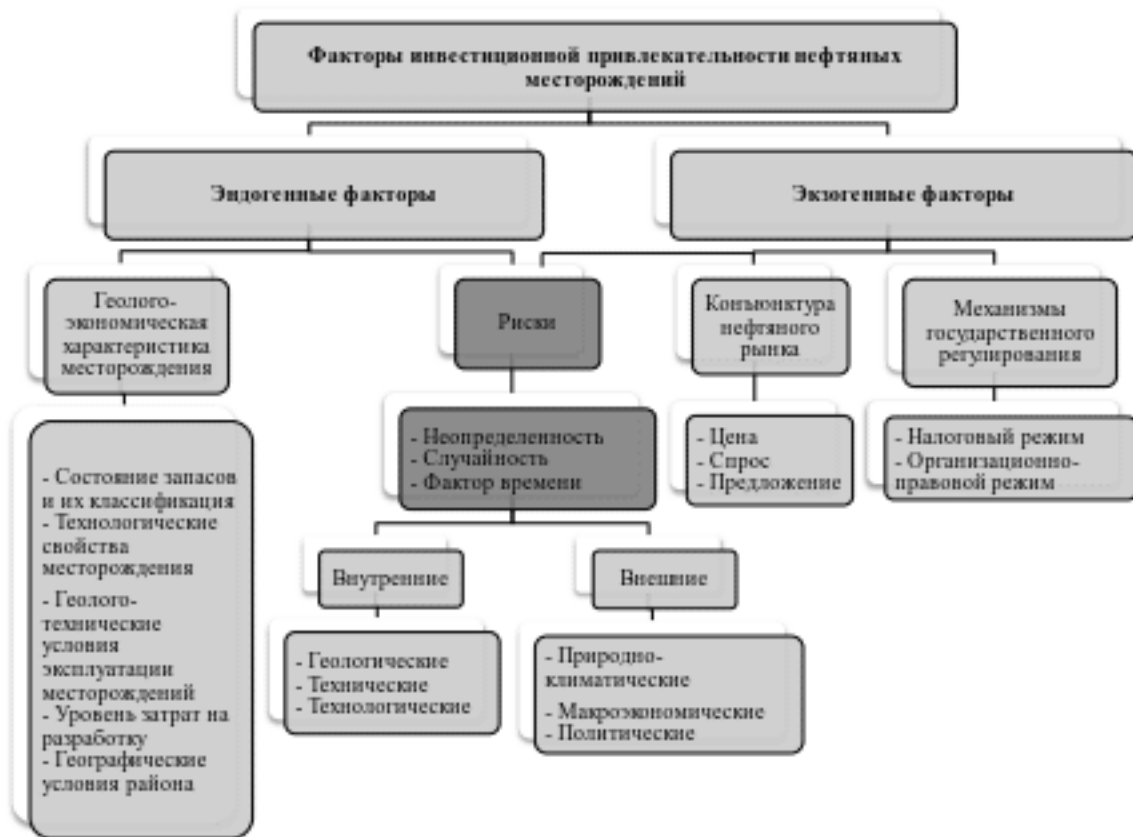 Факторы инвестиционной привлекательности нефтяных
месторождений
Эндогенные факторы
Экзогенные факторы
Геолого-
экономическая
характеристика
месторождения
Риски
Конъюнктура
нефтяного
рынка
Механизмы
государственного
регулирования
- Состояние запасов
и их классификация
- Технологические
свойства
месторождения
- Геолого-
технические
условия
эксплуатации
месторождений
- Уровень затрат на
разработку
- Географические
условия района
- Неопределенность
- Случайность
- Фактор времени
- Цена
- Спрос
- Предложение
- Налоговый режим
- Организационно-
правовой режим
Внутренние
Внешние
- Геологические
- Технические
- Технологические
- Природно-
климатические
- Макроэкономические
- Политические